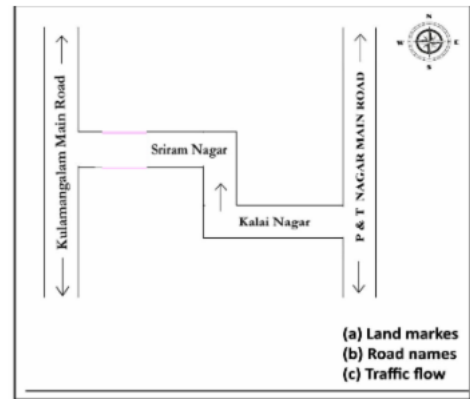 N
W E
S
Kulamangalam Main Road
Sriram Nagar
Kalai Nagar
P & T NAGAR MAIN ROAD
(a) Land markes
(b) Road names
(c) Traffic flow